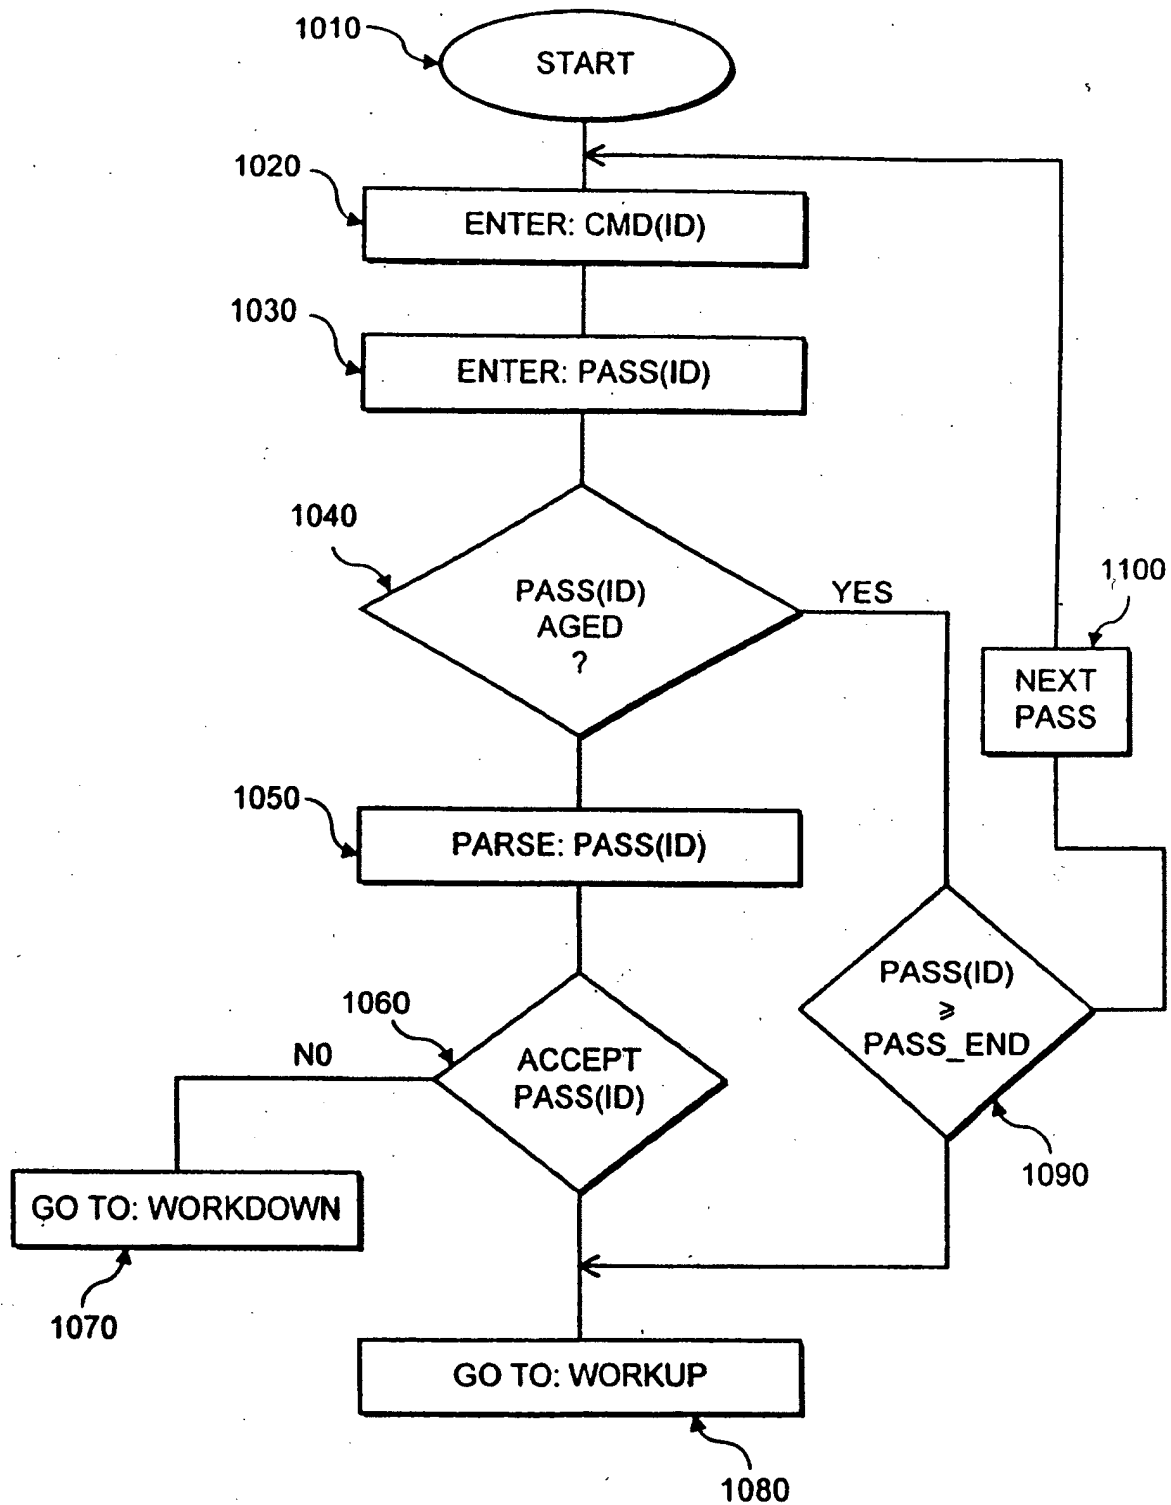 1010
START
1020
ENTER: CMD(ID)
1030
ENTER: PASS(ID)
1040
PASS(ID)
AGED
?
YES
1100
NEXT
PASS
1050
PARSE: PASS(ID)
PASS(ID)
≥
PASS_END
1060
ACCEPT
PASS(ID)
NO
1090
GO TO: WORKDOWN
1070
GO TO: WORKUP
1080